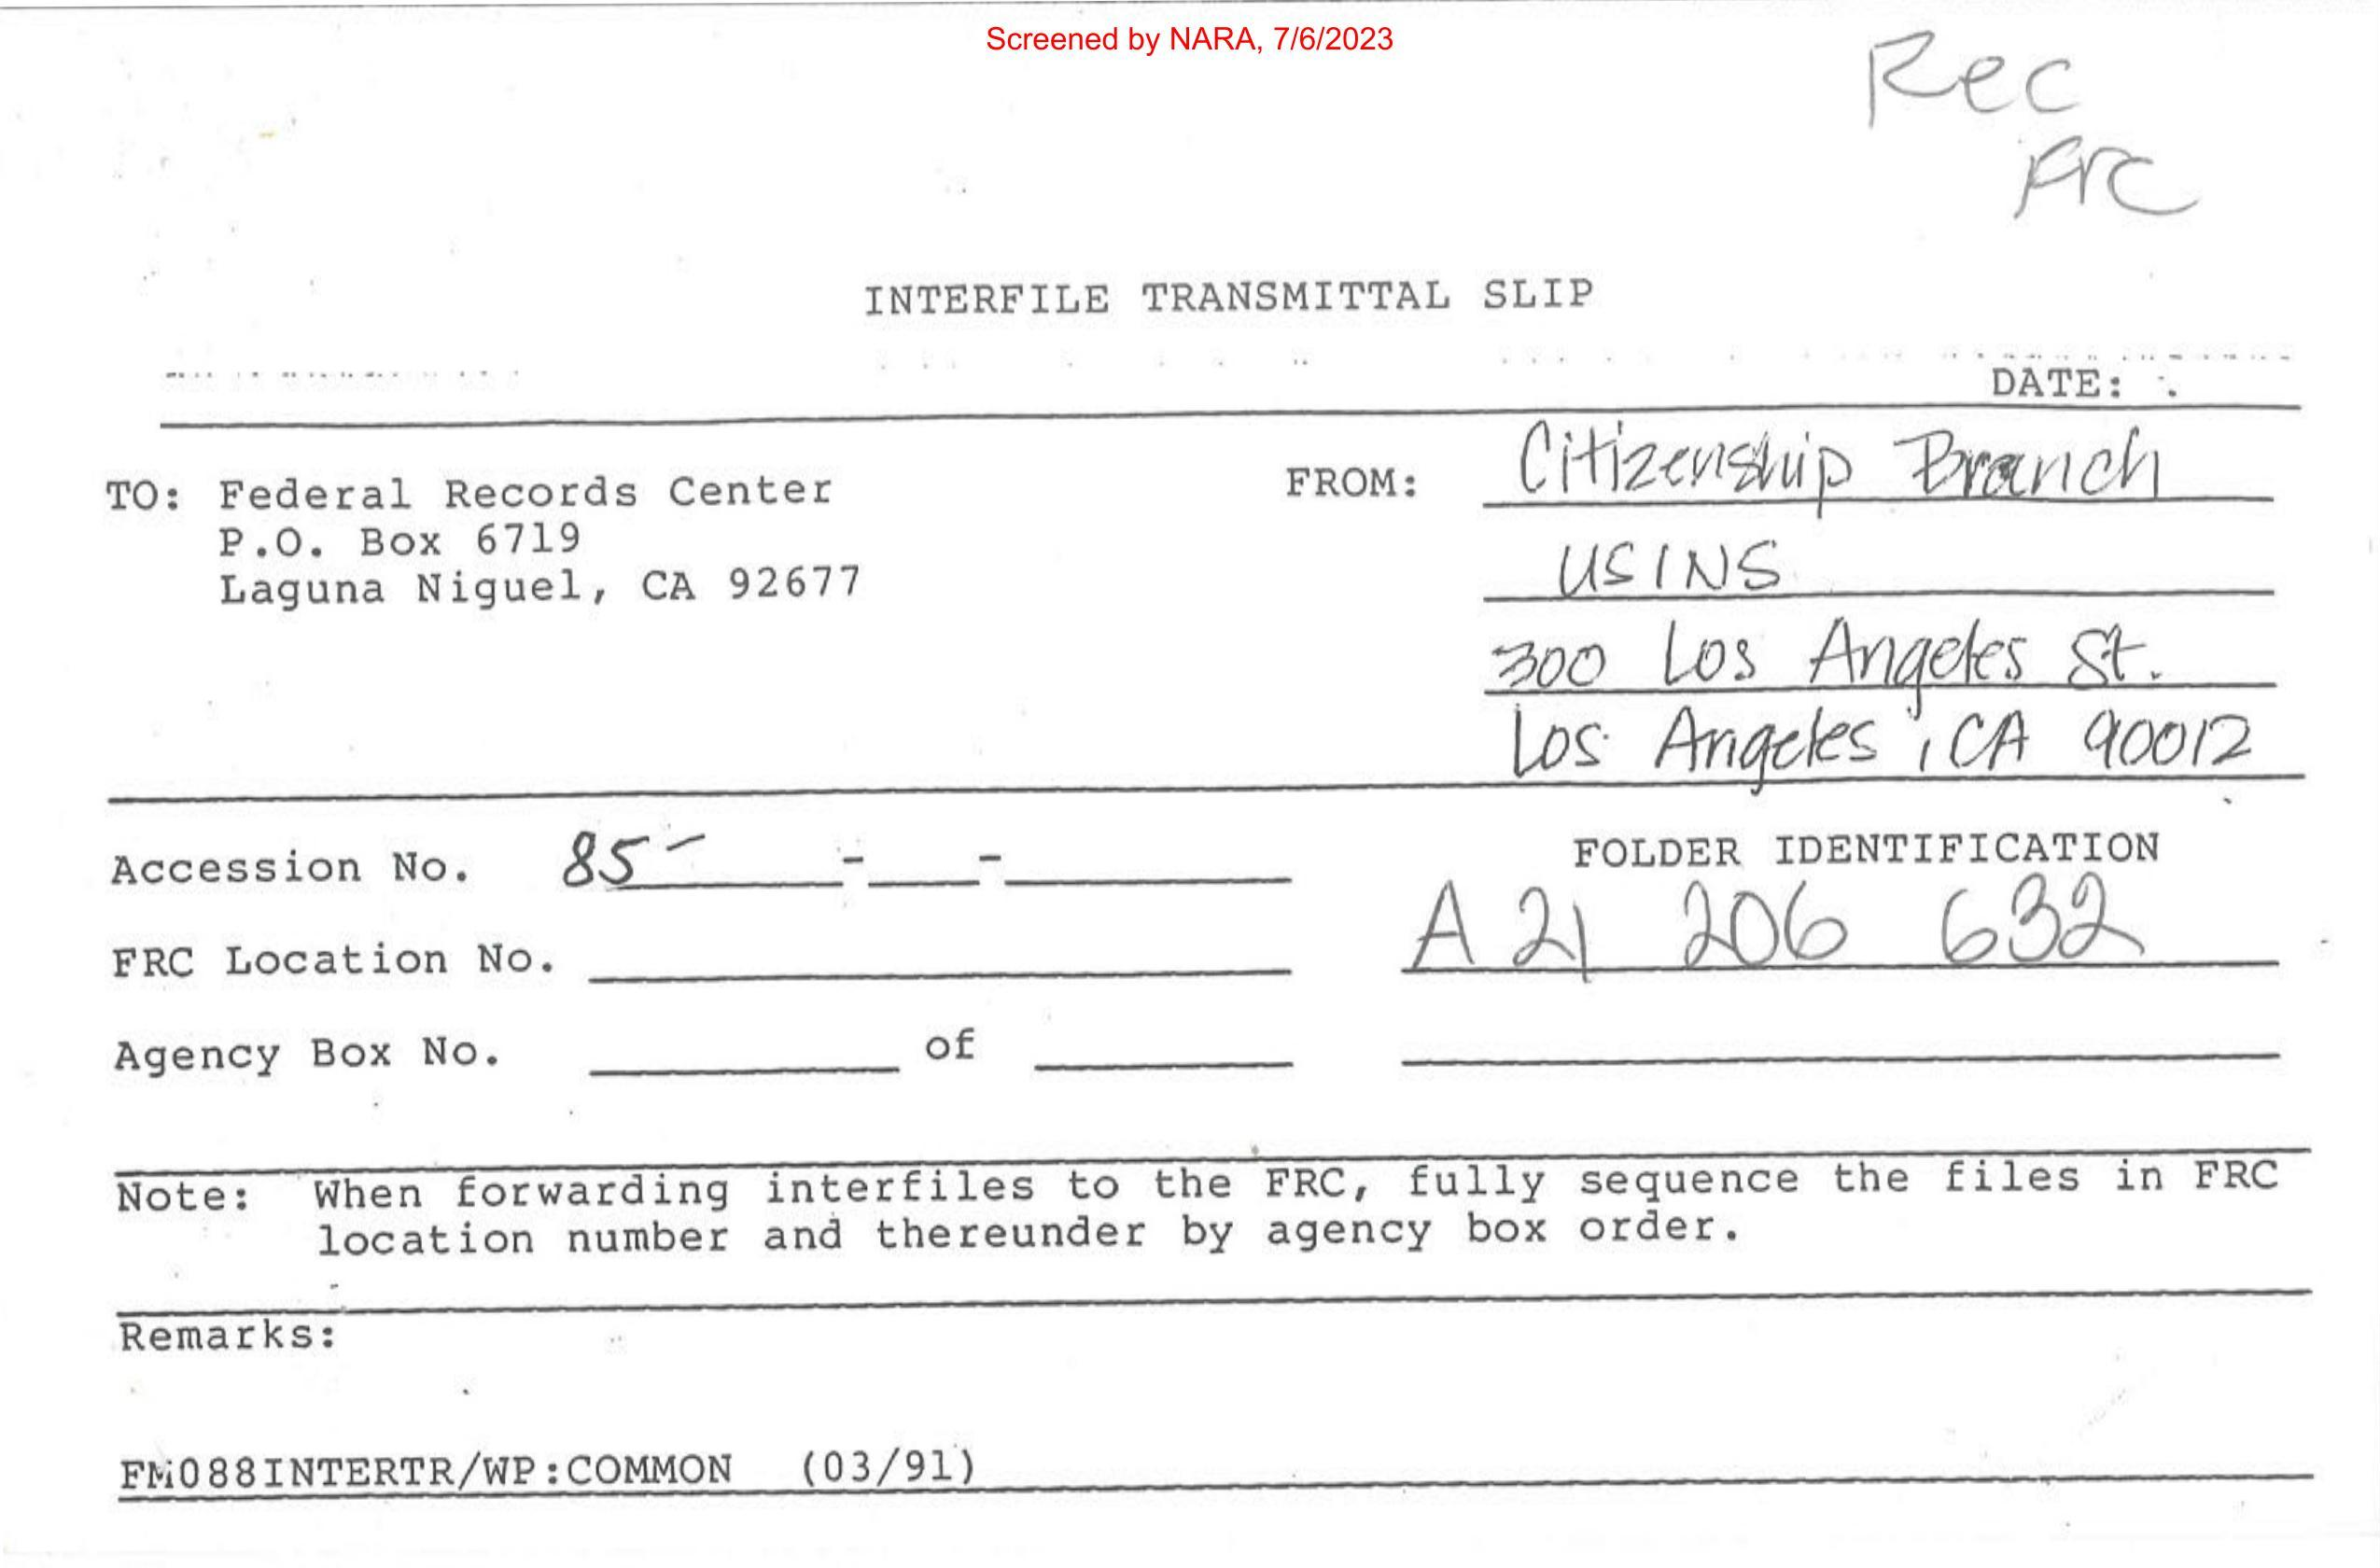 Screened by NARA, 7/6/2023
Rec
FRC
INTERFILE TRANSMITTAL SLIP
DATE:
TO: Federal Records Center
P.O. Box 6719
Laguna Niguel, CA 92677
FROM: Citizenship Branch
USINS
300 Los Angeles St.
Los Angeles, CA 90012
Accession No. 85- - -
FOLDER IDENTIFICATION
A 21 206 632
FRC Location No.
Agency Box No. of
Note: When forwarding interfiles to the FRC, fully sequence the files in FRC
location number and thereunder by agency box order.
Remarks:
FM088INTERTR/WP:COMMON (03/91)